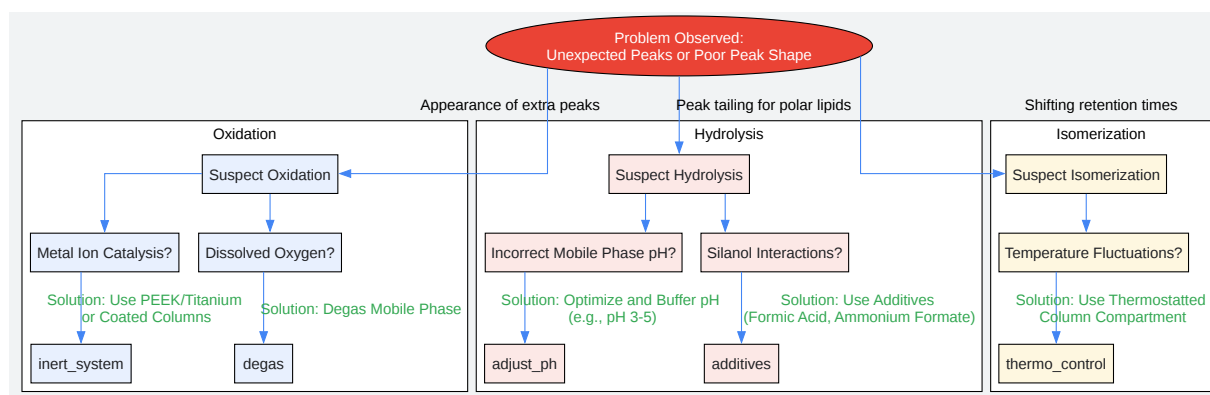 Problem Observed:
Unexpected Peaks or Poor Peak Shape
Appearance of extra peaks
Peak tailing for polar lipids
Shifting retention times
Oxidation
Hydrolysis
Isomerization
Suspect Oxidation
Suspect Hydrolysis
Suspect Isomerization
Metal Ion Catalysis?
Dissolved Oxygen?
Incorrect Mobile Phase pH?
Silanol Interactions?
Temperature Fluctuations?
Solution: Use PEEK/Titanium
or Coated Columns
Solution: Degas Mobile Phase
Solution: Optimize and Buffer pH
(e.g., pH 3-5)
Solution: Use Additives
(Formic Acid, Ammonium Formate)
Solution: Use Thermostatted
Column Compartment
inert_system
degas
adjust_ph
additives
thermo_control